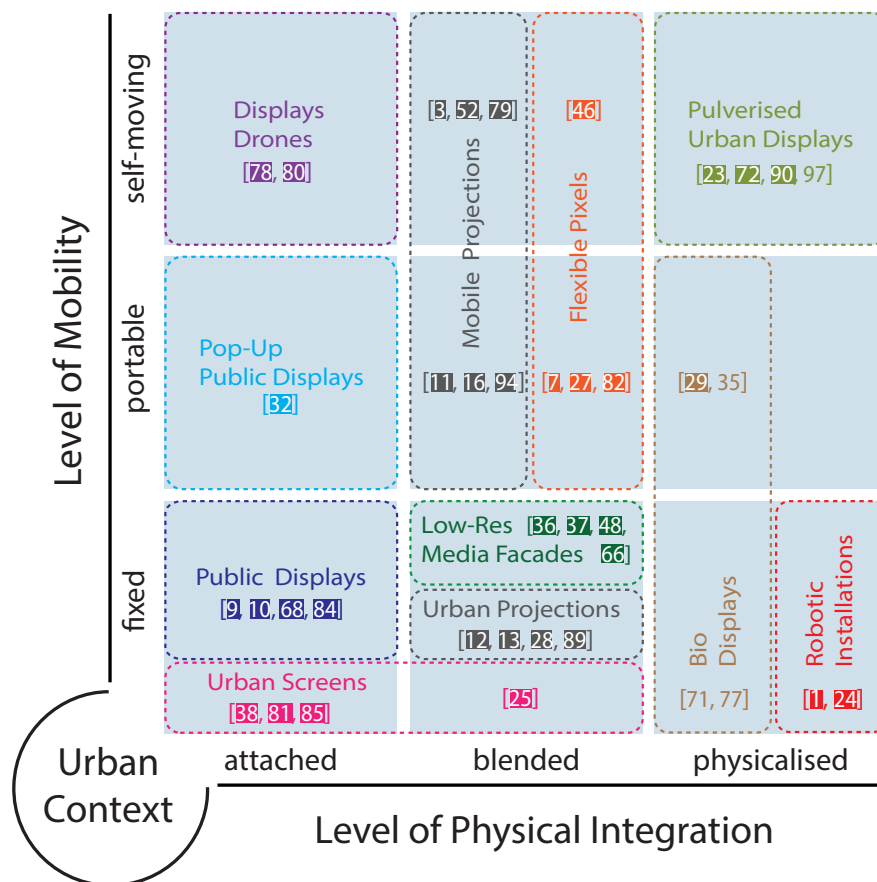 Level of Mobility
self-moving
portable
fixed
Displays
Drones
[78, 80]
[3, 52, 79]
Mobile Projections
[11, 16, 94]
[46]
Flexible Pixels
[7, 27, 82]
Pulverised
Urban Displays
[23, 72, 90, 97]
Pop-Up
Public Displays
[32]
[29, 35]
Bio
Displays
[71, 77]
Public Displays
[9, 10, 68, 84]
Low-Res [36, 37, 48,
Media Facades 66]
Urban Projections
[12, 13, 28, 89]
Robotic
Installations
[1, 24]
Urban Screens
[38, 81, 85]
[25]
attached
blended
physicalised
Urban
Context
Level of Physical Integration